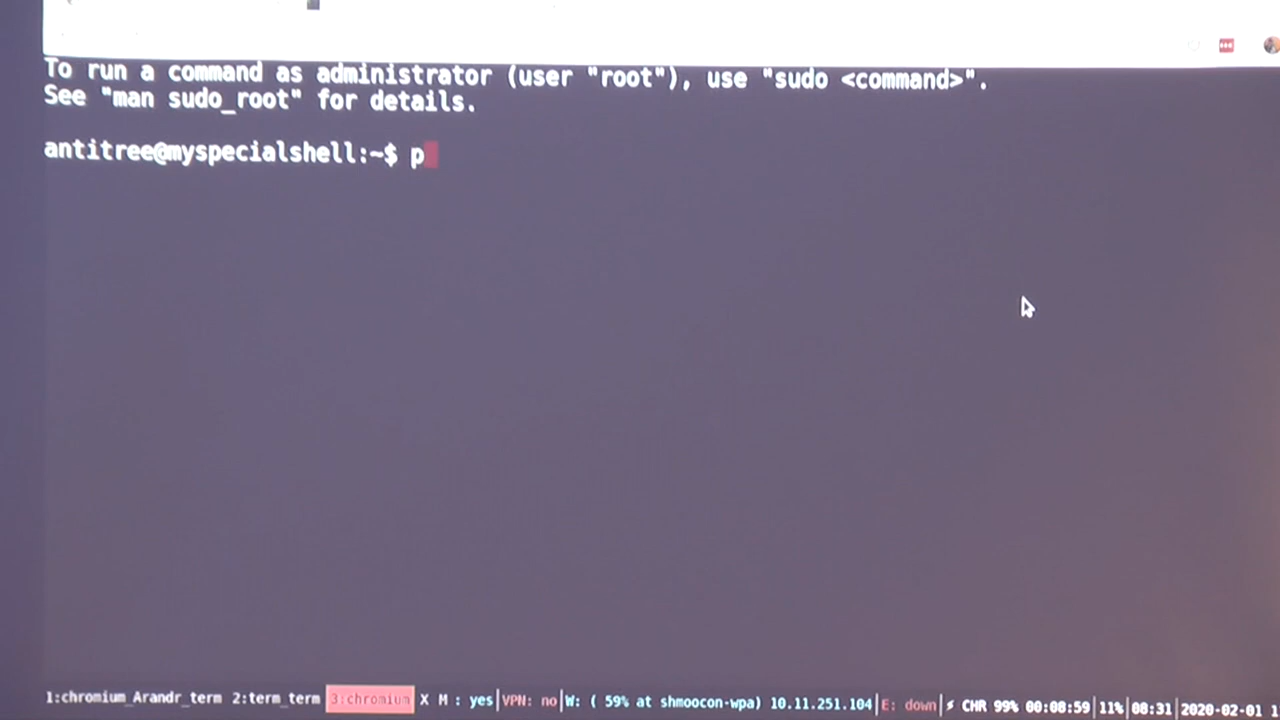 To run a command as administrator (user "root"), use "sudo <command>".
See "man sudo_root" for details.
antitree@myspecialshell:~$ p
1:chromium_Arandr_term 2:term_term 3:chromium X M : yes|VPN: no|W: ( 59% at shmoocon-wpa) 10.11.251.104|E: down|⚡ CHR 99% 00:08:59|11%|08:31|2020-02-01 1